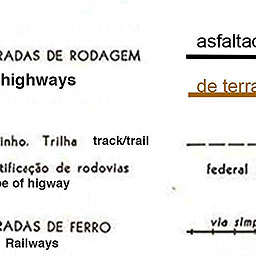 RADAS DE RODAGEM asfaltad
highways
de terra
inho. Trilha track/trail
tificação de rodovias federal
pe of higway
RADAS DE FERRO via simp
Railways